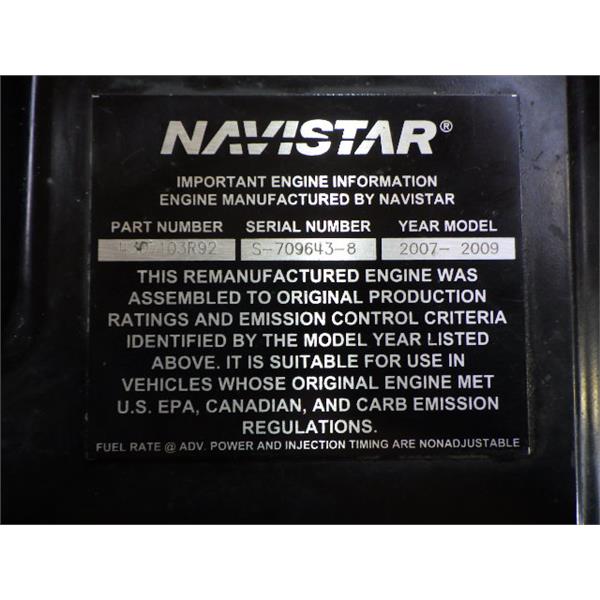 NAVISTAR®
IMPORTANT ENGINE INFORMATION
ENGINE MANUFACTURED BY NAVISTAR
PART NUMBER SERIAL NUMBER YEAR MODEL
S-709643-8 2007- 2009
THIS REMANUFACTURED ENGINE WAS
ASSEMBLED TO ORIGINAL PRODUCTION
RATINGS AND EMISSION CONTROL CRITERIA
IDENTIFIED BY THE MODEL YEAR LISTED
ABOVE. IT IS SUITABLE FOR USE IN
VEHICLES WHOSE ORIGINAL ENGINE MET
U.S. EPA, CANADIAN, AND CARB EMISSION
REGULATIONS.
FUEL RATE @ ADV. POWER AND INJECTION TIMING ARE NONADJUSTABLE